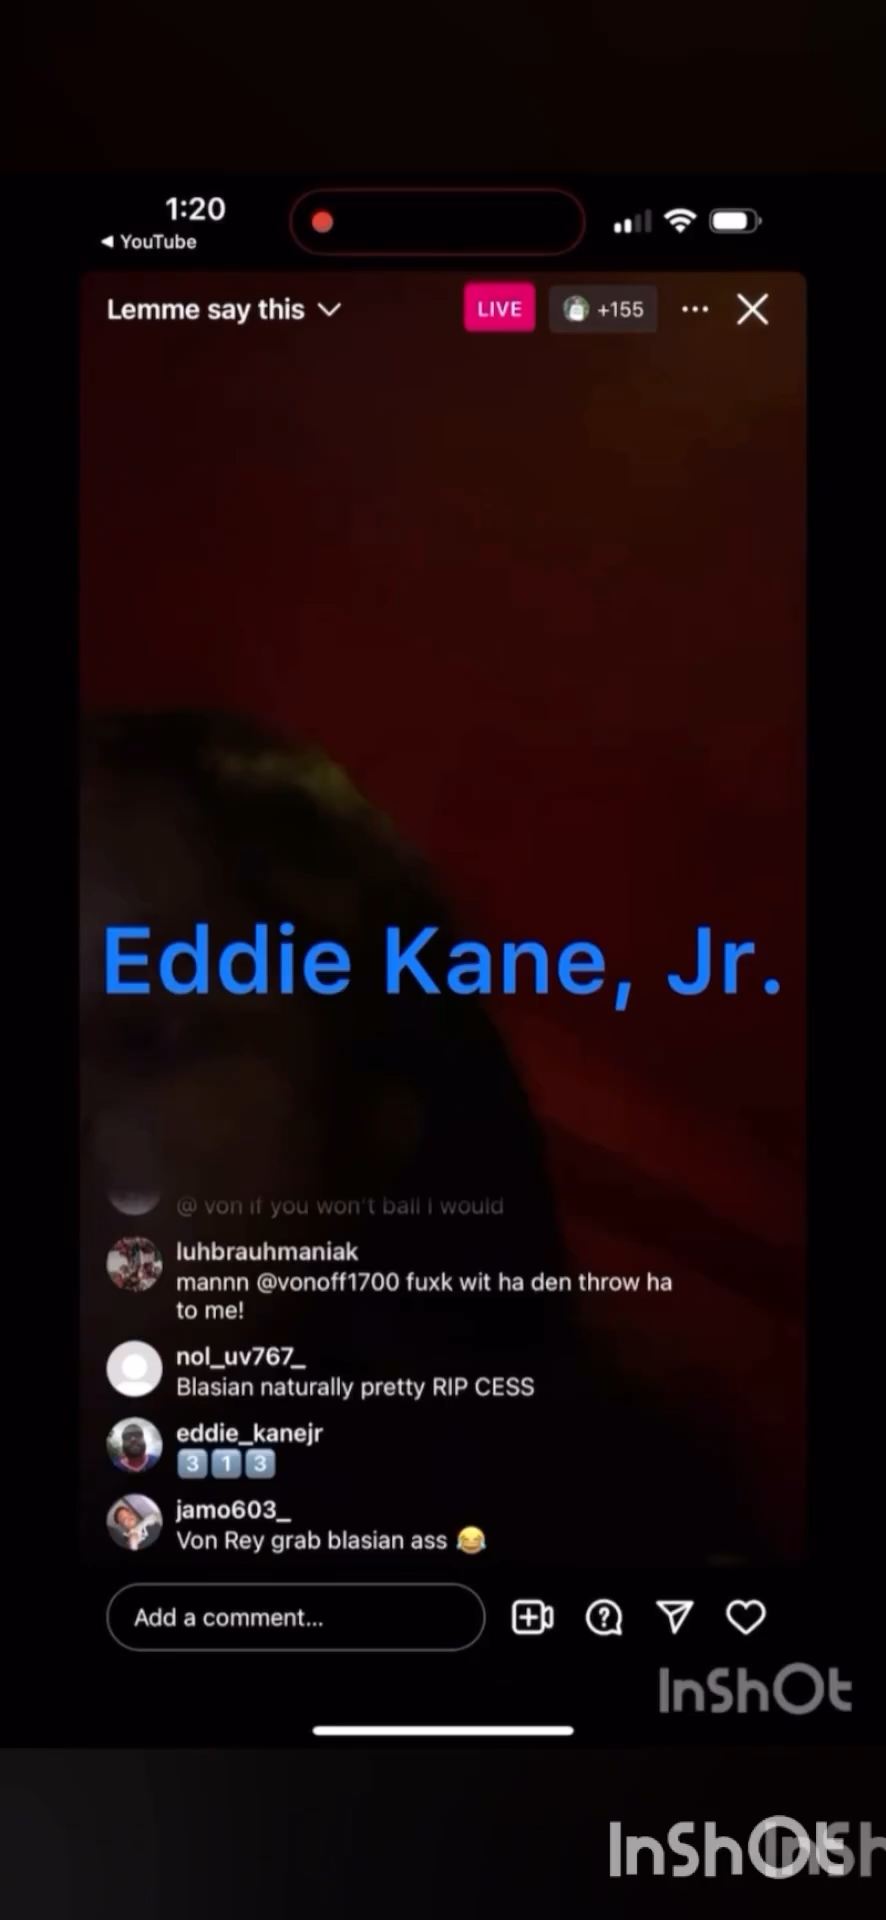 1:20
◀ YouTube
Lemme say this
LIVE
+155
Eddie Kane, Jr.
@ von if you won't ball I would
luhbrauhmaniak
mannn @vonoff1700 fuxk wit ha den throw ha
to me!
nol_uv767_
Blasian naturally pretty RIP CESS
eddie_kanejr
3️⃣1️⃣3️⃣
jamo603_
Von Rey grab blasian ass 😂
Add a comment...
InShOt
InShOt
InSh